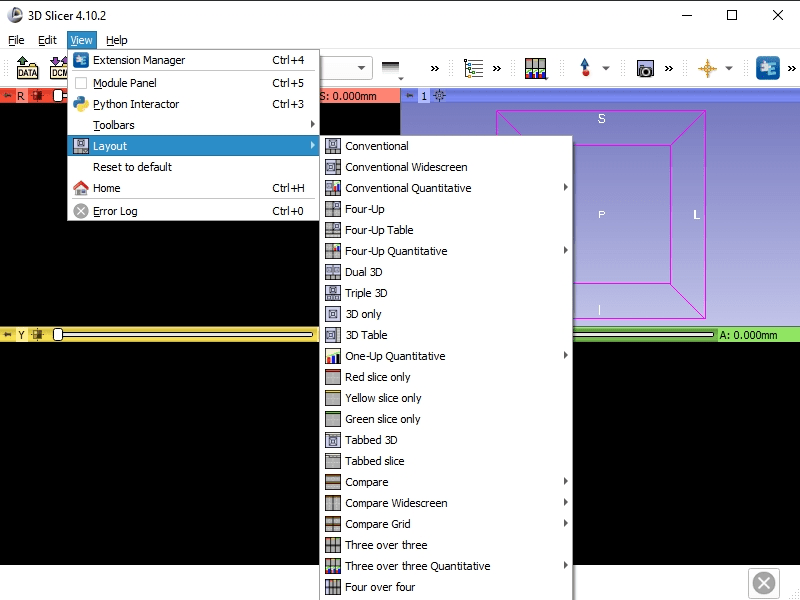 3D Slicer 4.10.2
File Edit View Help
DATA DCM
Extension Manager Ctrl+4
Module Panel Ctrl+5
Python Interactor Ctrl+3
Toolbars
Layout
Reset to default
Home Ctrl+H
Error Log Ctrl+0
R S: 0.000mm 1
S
P
L
I
Y A: 0.000mm
Conventional
Conventional Widescreen
Conventional Quantitative
Four-Up
Four-Up Table
Four-Up Quantitative
Dual 3D
Triple 3D
3D only
3D Table
One-Up Quantitative
Red slice only
Yellow slice only
Green slice only
Tabbed 3D
Tabbed slice
Compare
Compare Widescreen
Compare Grid
Three over three
Three over three Quantitative
Four over four